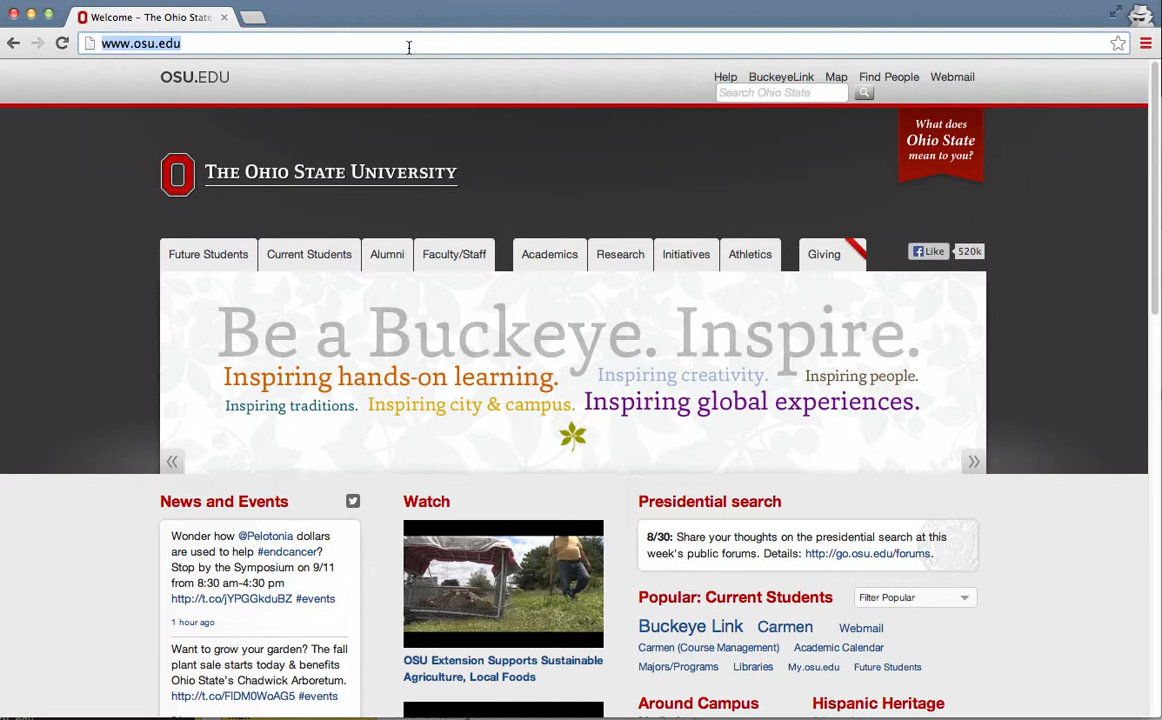 Welcome – The Ohio State
www.osu.edu
OSU.EDU
Help BuckeyeLink Map Find People Webmail
Search Ohio State
What does
Ohio State
mean to you?
THE OHIO STATE UNIVERSITY
Future Students Current Students Alumni Faculty/Staff Academics Research Initiatives Athletics Giving
Like 520k
Be a Buckeye. Inspire.
Inspiring hands-on learning. Inspiring creativity. Inspiring people.
Inspiring traditions. Inspiring city & campus. Inspiring global experiences.
News and Events
Wonder how @Pelotonia dollars
are used to help #endcancer?
Stop by the Symposium on 9/11
from 8:30 am-4:30 pm
http://t.co/jYPGGkduBZ #events
1 hour ago
Want to grow your garden? The fall
plant sale starts today & benefits
Ohio State's Chadwick Arboretum.
http://t.co/FlDM0WoAG5 #events
Watch
OSU Extension Supports Sustainable
Agriculture, Local Foods
Presidential search
8/30: Share your thoughts on the presidential search at this
week's public forums. Details: http://go.osu.edu/forums.
Popular: Current Students Filter Popular
Buckeye Link Carmen Webmail
Carmen (Course Management) Academic Calendar
Majors/Programs Libraries My.osu.edu Future Students
Around Campus Hispanic Heritage